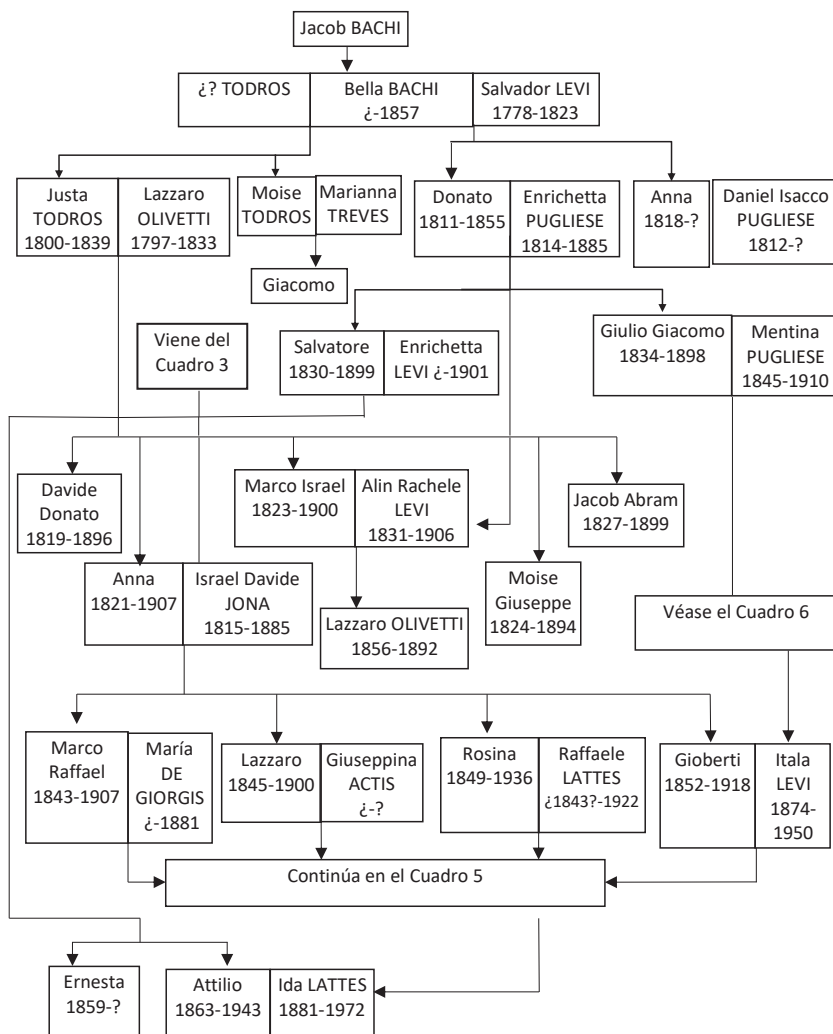 Jacob BACHI
¿? TODROS
Bella BACHI
¿-1857
Salvador LEVI
1778-1823
Justa
TODROS
1800-1839
Lazzaro
OLIVETTI
1797-1833
Moise
TODROS
Marianna
TREVES
Donato
1811-1855
Enrichetta
PUGLIESE
1814-1885
Anna
1818-?
Daniel Isacco
PUGLIESE
1812-?
Giacomo
Viene del
Cuadro 3
Salvatore
1830-1899
Enrichetta
LEVI ¿-1901
Giulio Giacomo
1834-1898
Mentina
PUGLIESE
1845-1910
Davide
Donato
1819-1896
Marco Israel
1823-1900
Alin Rachele
LEVI
1831-1906
Jacob Abram
1827-1899
Anna
1821-1907
Israel Davide
JONA
1815-1885
Lazzaro OLIVETTI
1856-1892
Moise
Giuseppe
1824-1894
Véase el Cuadro 6
Marco
Raffael
1843-1907
María
DE
GIORGIS
¿-1881
Lazzaro
1845-1900
Giuseppina
ACTIS
¿-?
Rosina
1849-1936
Raffaele
LATTES
¿1843?-1922
Gioberti
1852-1918
Itala
LEVI
1874-
1950
Continúa en el Cuadro 5
Ernesta
1859-?
Attilio
1863-1943
Ida LATTES
1881-1972